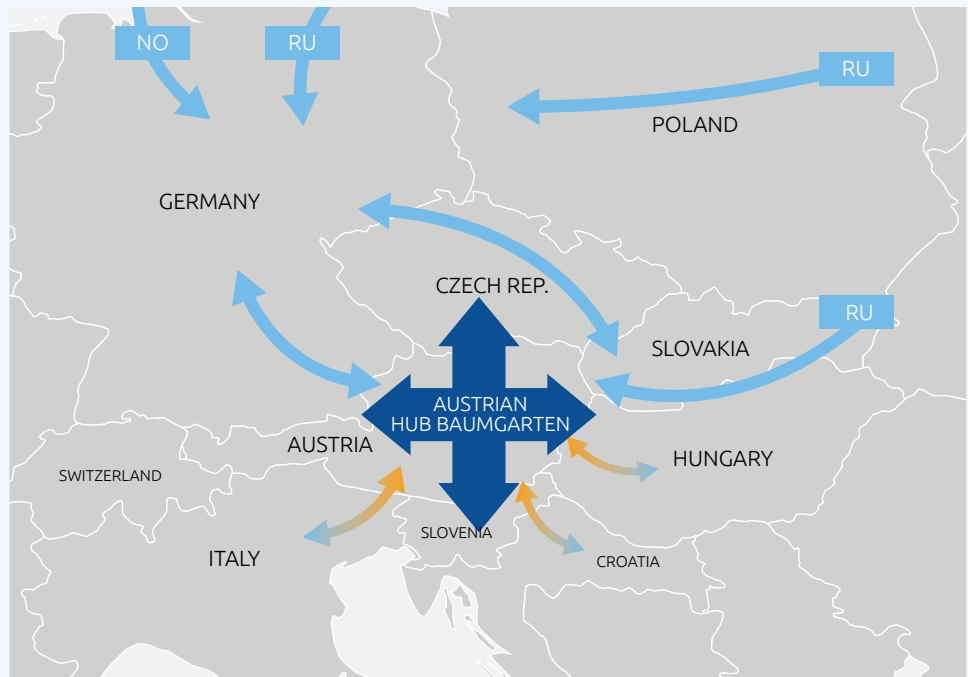 NO
RU
RU
POLAND
GERMANY
CZECH REP.
RU
SLOVAKIA
AUSTRIAN
HUB BAUMGARTEN
AUSTRIA
HUNGARY
SWITZERLAND
SLOVENIA
ITALY
CROATIA